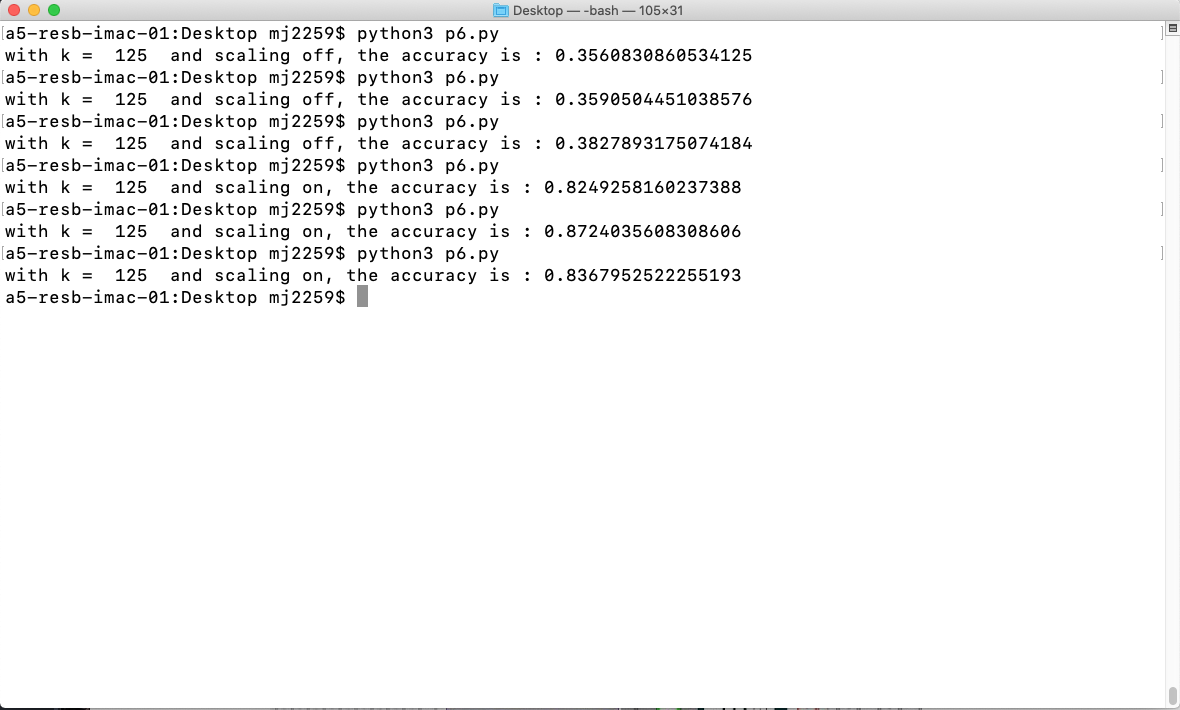 Desktop — -bash — 105×31
[a5-resb-imac-01:Desktop mj2259$ python3 p6.py ]
with k =  125  and scaling off, the accuracy is : 0.3560830860534125
[a5-resb-imac-01:Desktop mj2259$ python3 p6.py ]
with k =  125  and scaling off, the accuracy is : 0.3590504451038576
[a5-resb-imac-01:Desktop mj2259$ python3 p6.py ]
with k =  125  and scaling off, the accuracy is : 0.3827893175074184
[a5-resb-imac-01:Desktop mj2259$ python3 p6.py ]
with k =  125  and scaling on, the accuracy is : 0.8249258160237388
[a5-resb-imac-01:Desktop mj2259$ python3 p6.py ]
with k =  125  and scaling on, the accuracy is : 0.8724035608308606
[a5-resb-imac-01:Desktop mj2259$ python3 p6.py ]
with k =  125  and scaling on, the accuracy is : 0.8367952522255193
a5-resb-imac-01:Desktop mj2259$